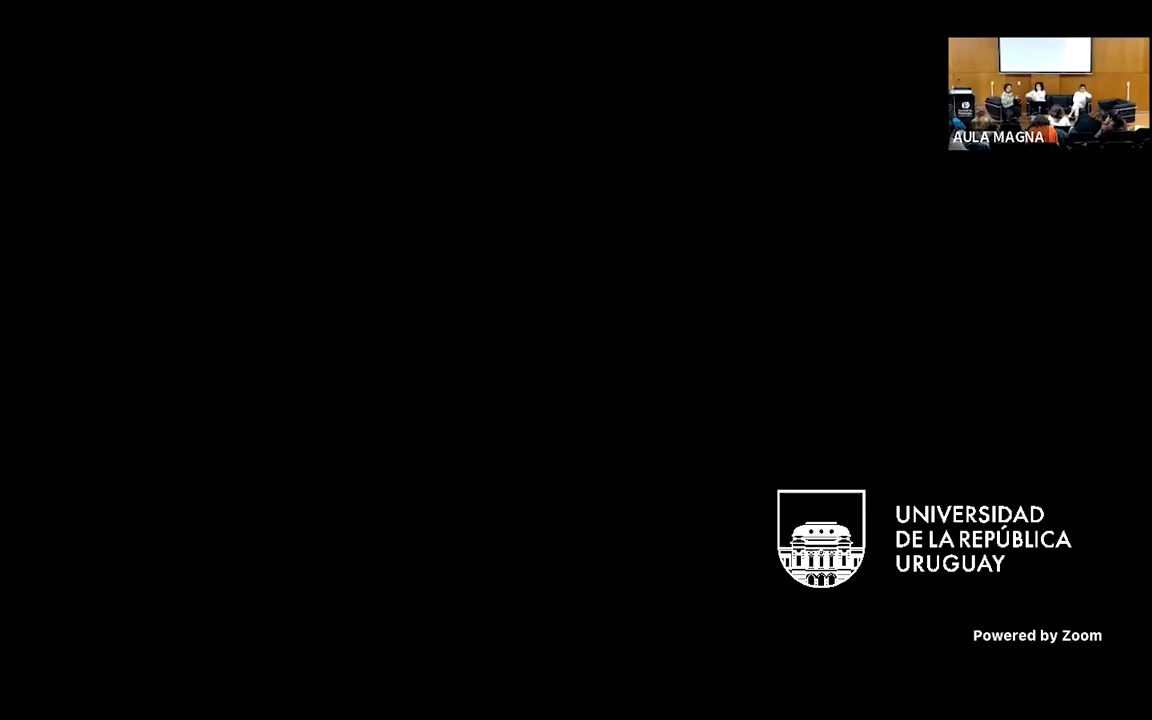 AULA MAGNA
UNIVERSIDAD
DE LA REPÚBLICA
URUGUAY
Powered by Zoom